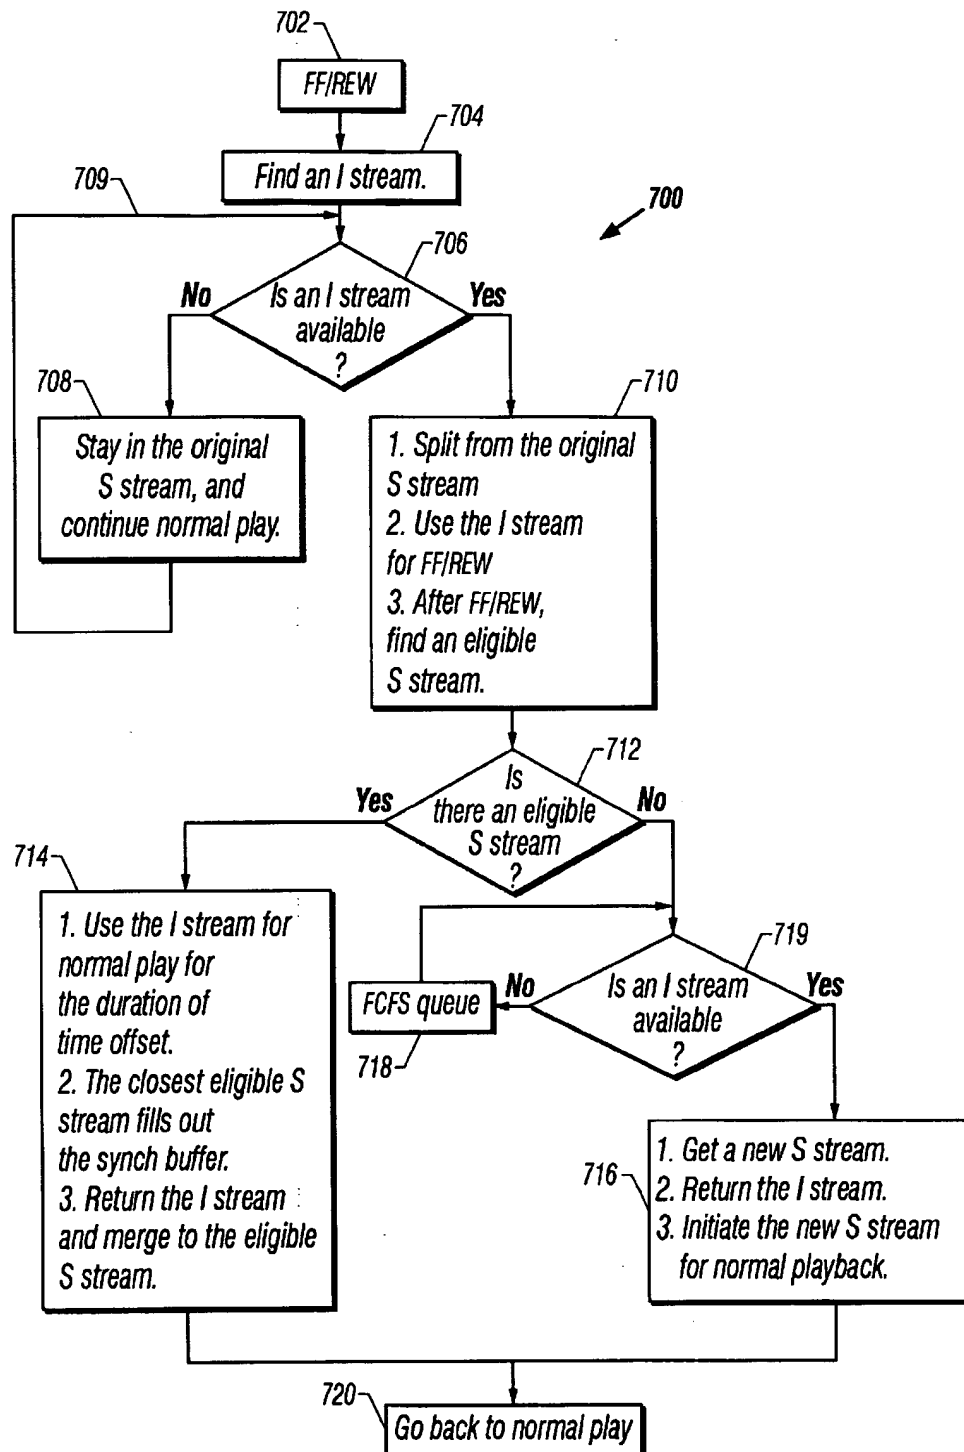 702
FF/REW
704
Find an I stream.
709
700
706
No
Is an I stream
available
?
Yes
708
Stay in the original
S stream, and
continue normal play.
710
1. Split from the original
S stream
2. Use the I stream
for FF/REW
3. After FF/REW,
find an eligible
S stream.
712
Yes
Is
there an eligible
S stream
?
No
714
1. Use the I stream for
normal play for
the duration of
time offset.
2. The closest eligible S
stream fills out
the synch buffer.
3. Return the I stream
and merge to the eligible
S stream.
719
No
Is an I stream
available
?
Yes
FCFS queue
718
716
1. Get a new S stream.
2. Return the I stream.
3. Initiate the new S stream
for normal playback.
720
Go back to normal play